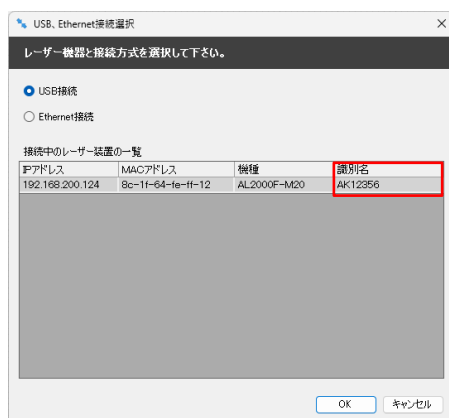 USB、Ethernet接続選択
レーザー機器と接続方式を選択して下さい。
USB接続
Ethernet接続
接続中のレーザー装置の一覧
IPアドレス MACアドレス 機種 識別名
192.168.200.124 8c-1f-64-fe-ff-12 AL2000F-M20 AK12356
OK キャンセル